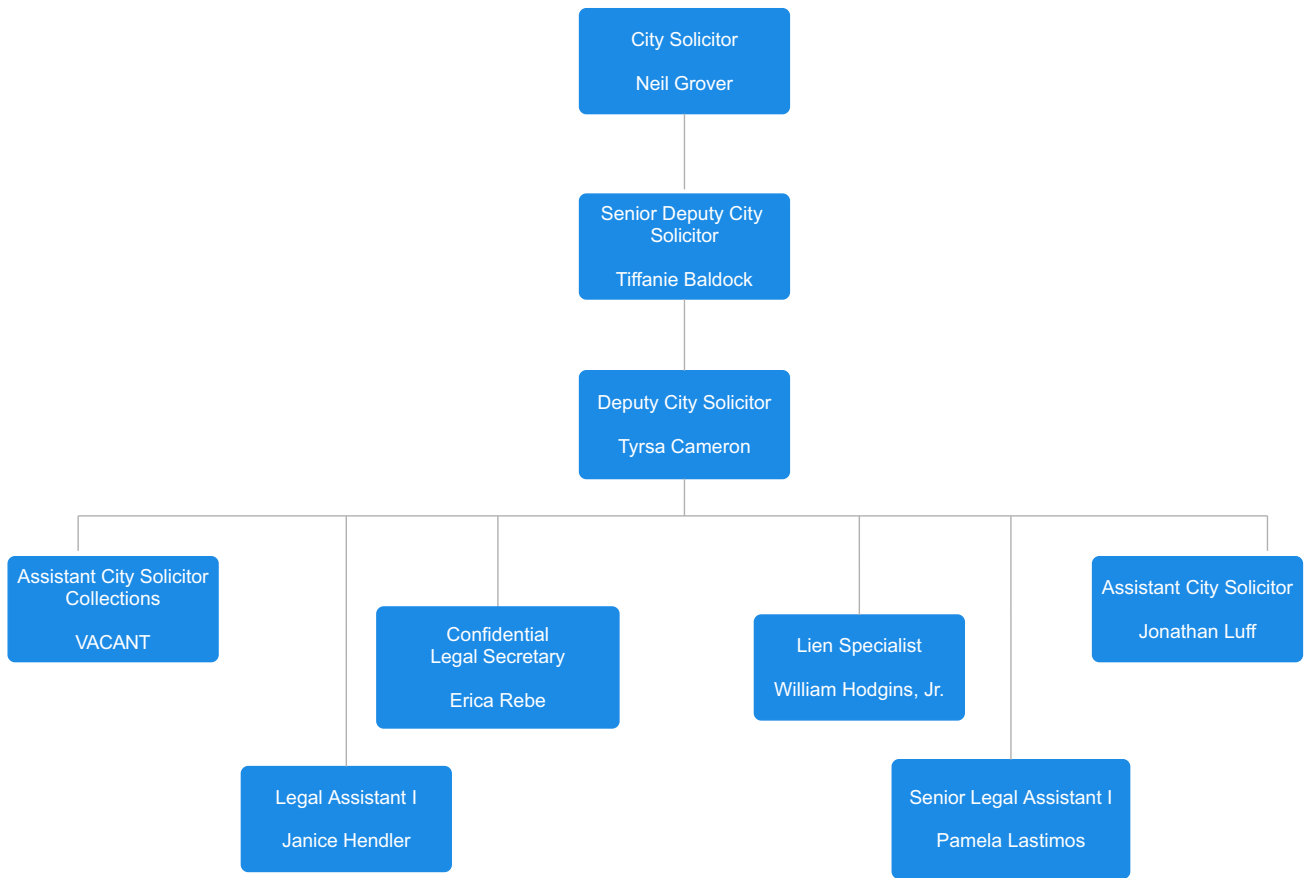 City Solicitor
Neil Grover
Senior Deputy City
Solicitor
Tiffanie Baldock
Deputy City Solicitor
Tyrsa Cameron
Assistant City Solicitor
Collections
VACANT
Legal Assistant I
Janice Hendler
Confidential
Legal Secretary
Erica Rebe
Lien Specialist
William Hodgins, Jr.
Senior Legal Assistant I
Pamela Lastimos
Assistant City Solicitor
Jonathan Luff